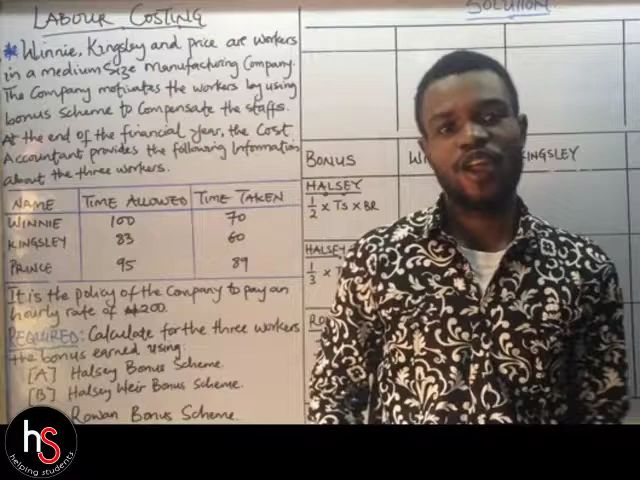 LABOUR COSTING
* Winnie, Kingsley and price are workers
in a medium Size Manufacturing Company.
The Company motivates the workers by using
bonus scheme to Compensate the staffs.
At the end of the financial year, the Cost
Accountant provides the following Information
about the three workers.
NAME TIME ALLOWED TIME TAKEN
WINNIE 100 70
KINGSLEY 83 60
PRINCE 95 89
It is the policy of the Company to pay an
hourly rate of ₦200.
REQUIRED: Calculate for the three workers
the bonus earned using:
[A] Halsey Bonus Scheme.
[B] Halsey Weir Bonus Scheme.
Rowan Bonus Scheme.
SOLUTION
BONUS KINGSLEY
HALSEY
1/2 x TS x BR
HALSEY
1/3 x
hS
helping students